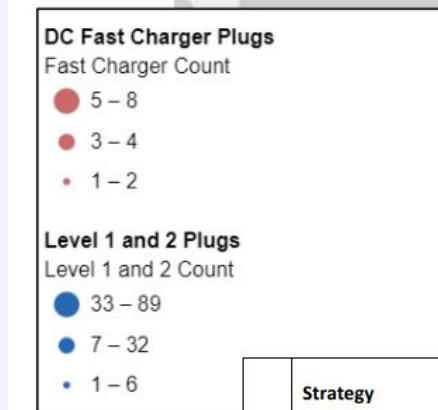 DC Fast Charger Plugs
Fast Charger Count
5 – 8
3 – 4
1 – 2
Level 1 and 2 Plugs
Level 1 and 2 Count
33 – 89
7 – 32
1 – 6
Strategy